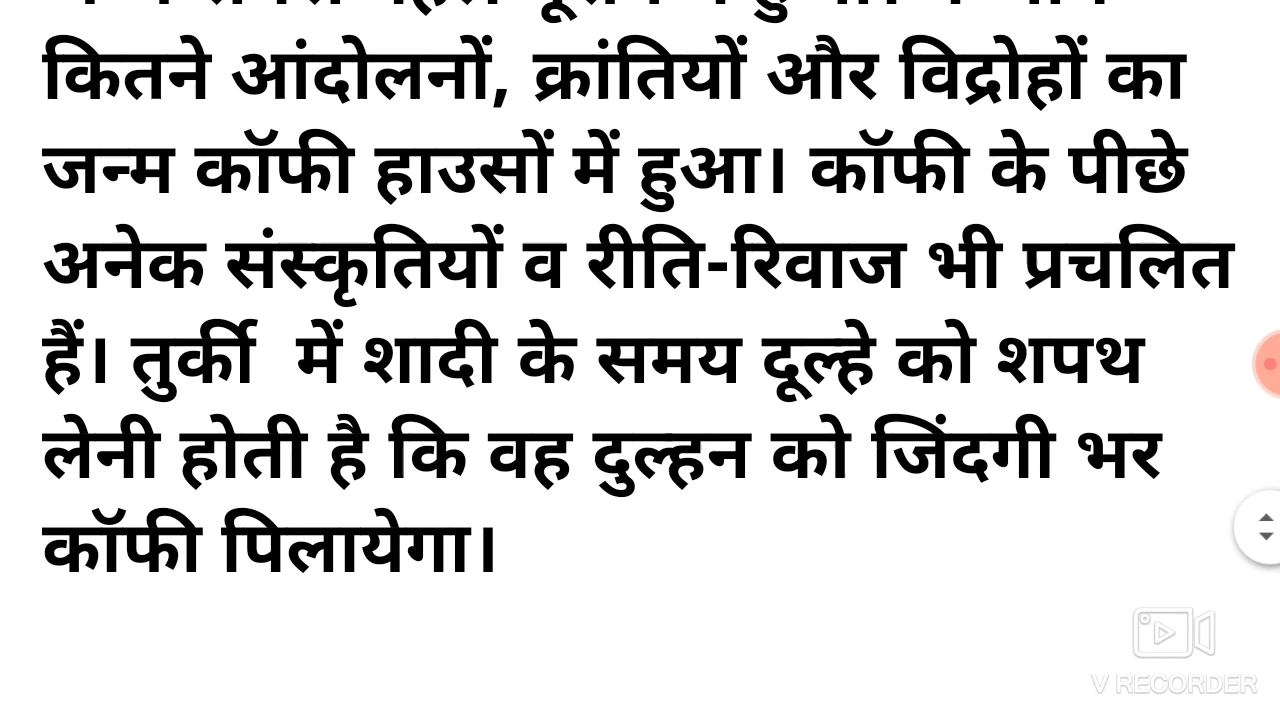 कितने आंदोलनों, क्रांतियों और विद्रोहों का
जन्म कॉफी हाउसों में हुआ। कॉफी के पीछे
अनेक संस्कृतियों व रीति-रिवाज भी प्रचलित
हैं। तुर्की में शादी के समय दूल्हे को शपथ
लेनी होती है कि वह दुल्हन को जिंदगी भर
कॉफी पिलायेगा।
V RECORDER